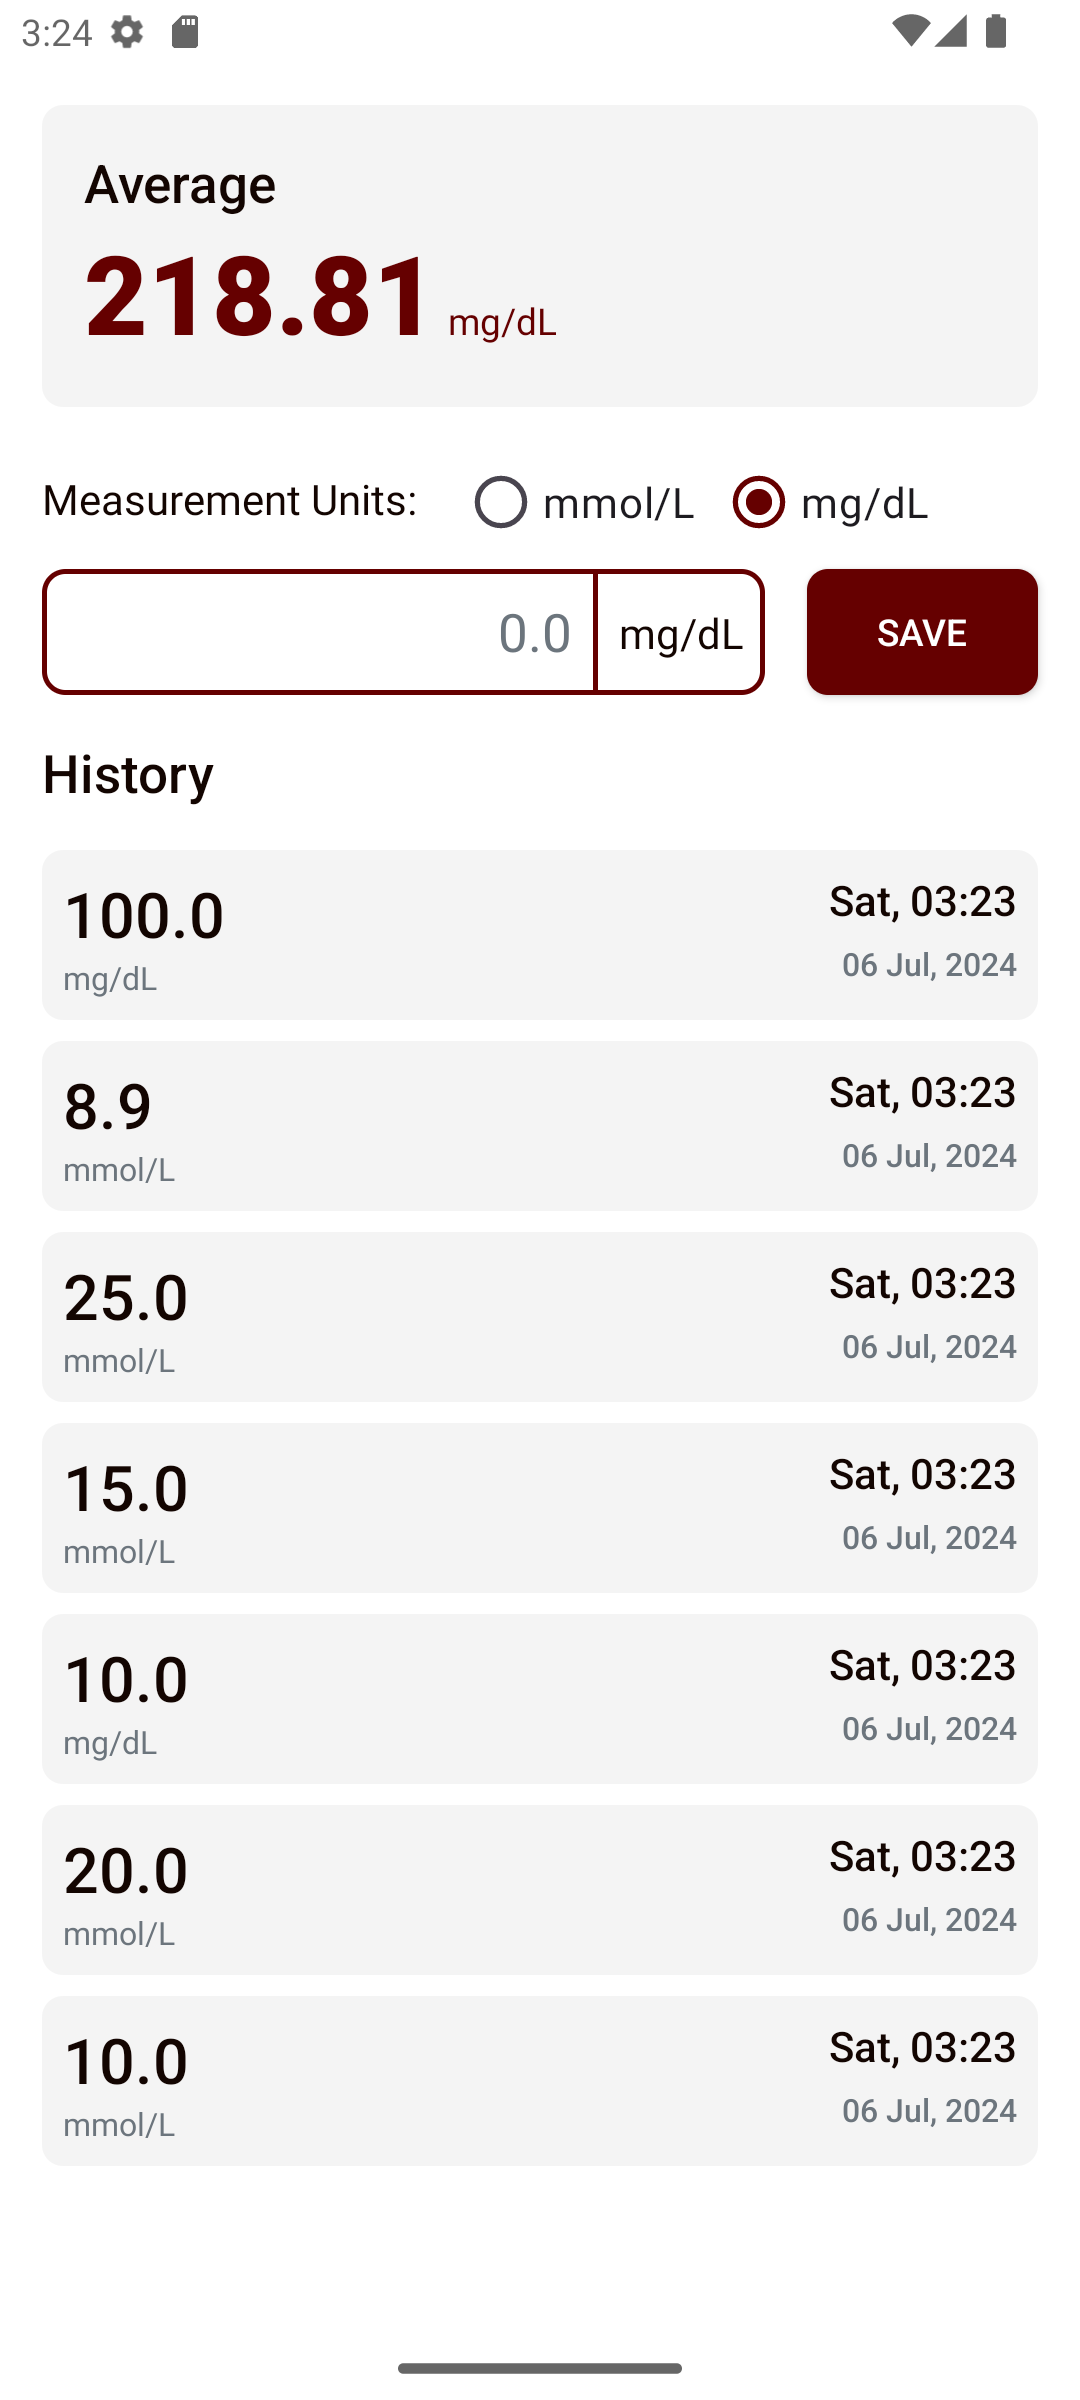 3:24
Average
218.81 mg/dL
Measurement Units: mmol/L mg/dL
0.0 mg/dL SAVE
History
100.0 Sat, 03:23
mg/dL 06 Jul, 2024
8.9 Sat, 03:23
mmol/L 06 Jul, 2024
25.0 Sat, 03:23
mmol/L 06 Jul, 2024
15.0 Sat, 03:23
mmol/L 06 Jul, 2024
10.0 Sat, 03:23
mg/dL 06 Jul, 2024
20.0 Sat, 03:23
mmol/L 06 Jul, 2024
10.0 Sat, 03:23
mmol/L 06 Jul, 2024